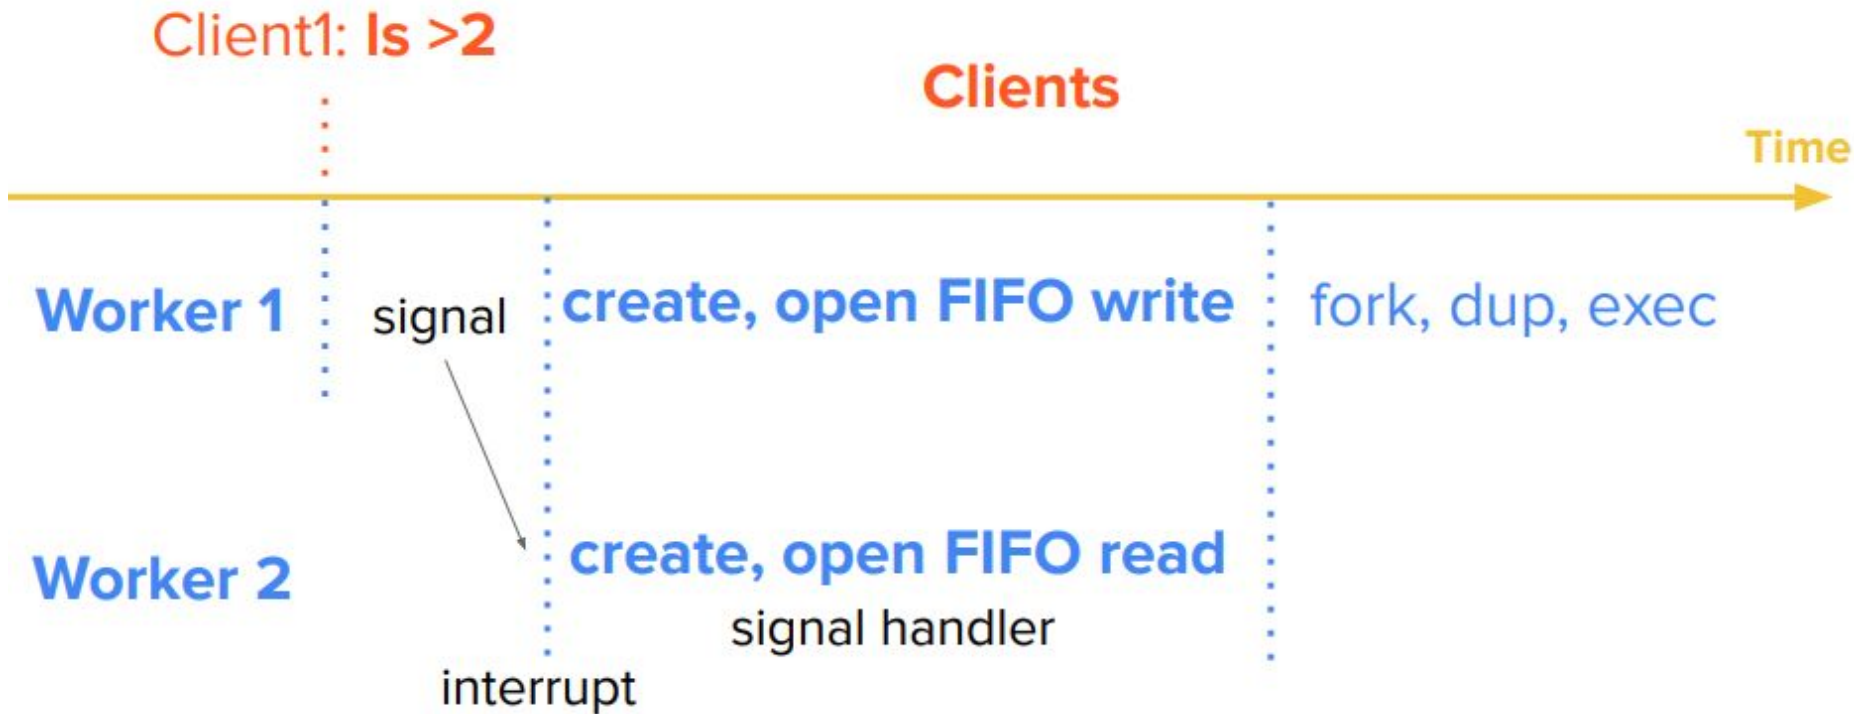 Client1: ls >2
Clients
Time
Worker 1
signal
create, open FIFO write
fork, dup, exec
Worker 2
create, open FIFO read
signal handler
interrupt